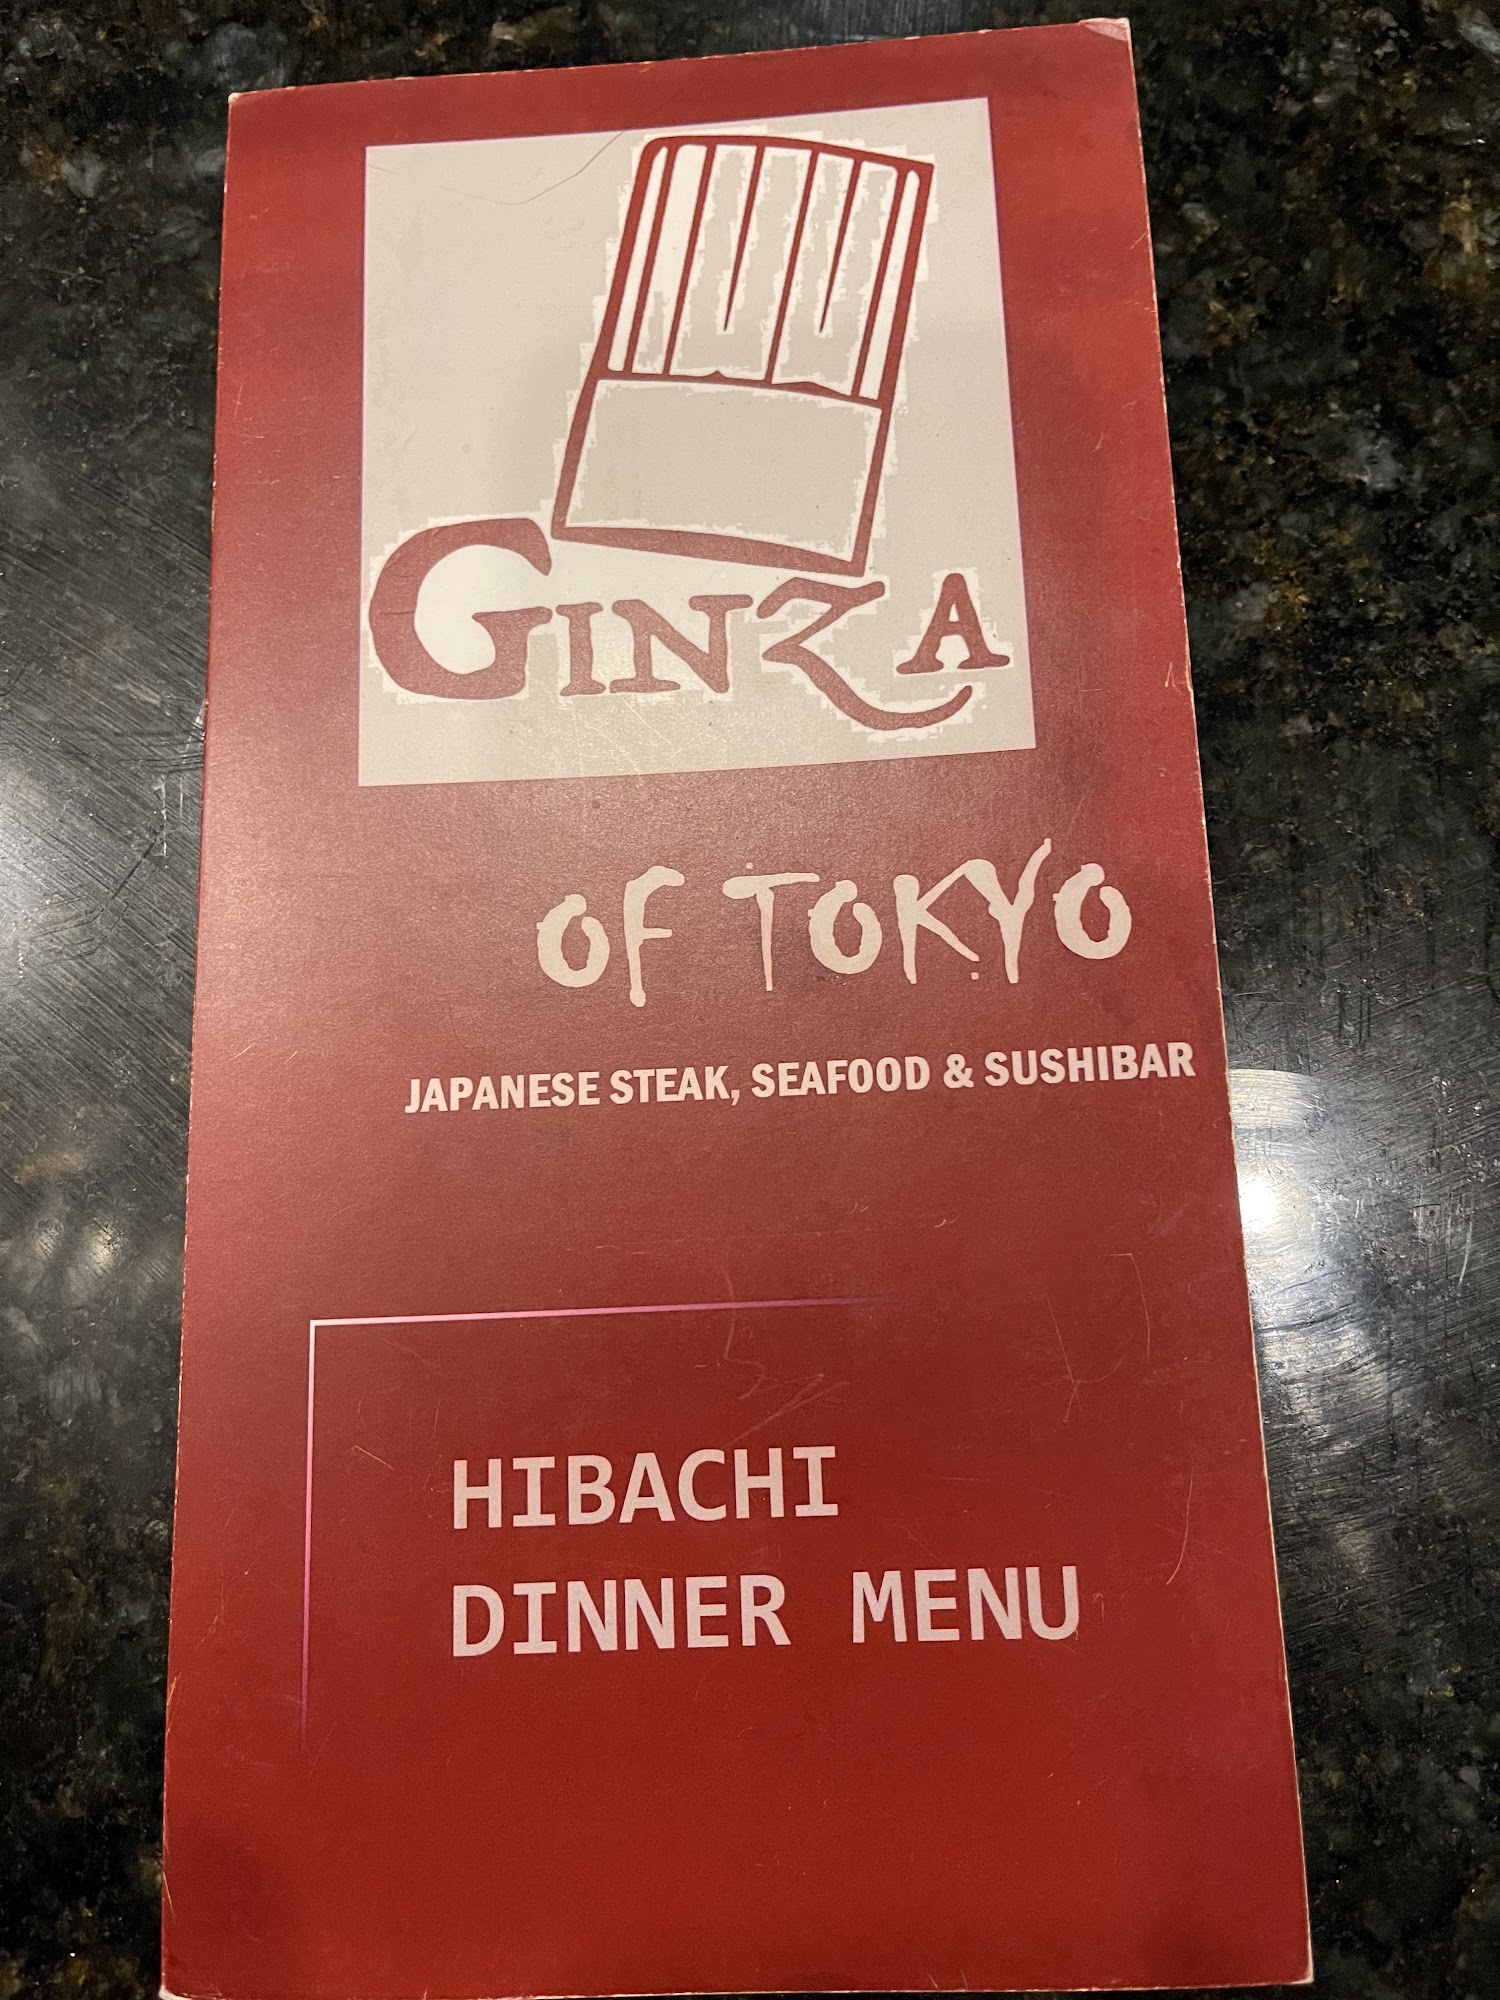 GINZA
OF TOKYO
JAPANESE STEAK, SEAFOOD & SUSHIBAR
HIBACHI
DINNER MENU